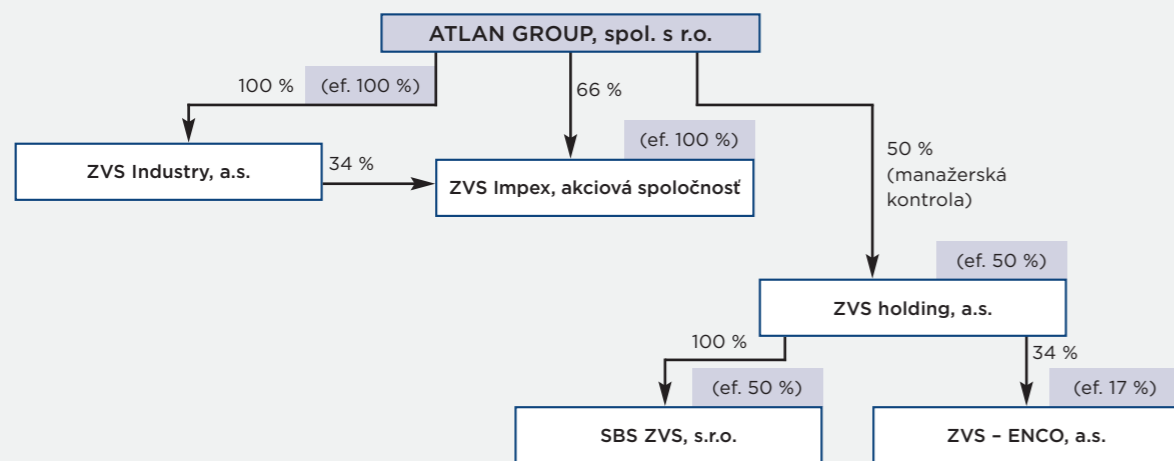 ATLAN GROUP, spol. s r.o.
100 %
(ef. 100 %)
66 %
(ef. 100 %)
ZVS Industry, a.s.
34 %
ZVS Impex, akciová spoločnosť
50 %
(manažerská
kontrola)
(ef. 50 %)
ZVS holding, a.s.
100 %
34 %
(ef. 50 %)
(ef. 17 %)
SBS ZVS, s.r.o.
ZVS – ENCO, a.s.